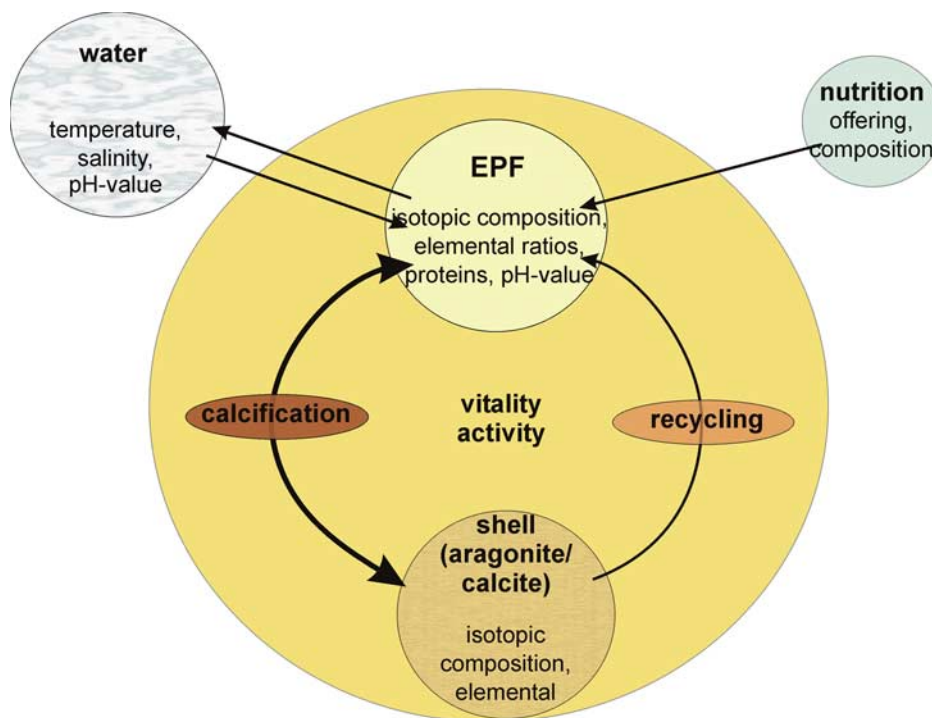 water
temperature,
salinity,
pH-value
nutrition
offering,
composition
EPF
isotopic composition,
elemental ratios,
proteins, pH-value
calcification
vitality
activity
recycling
shell
(aragonite/
calcite)
isotopic
composition,
elemental